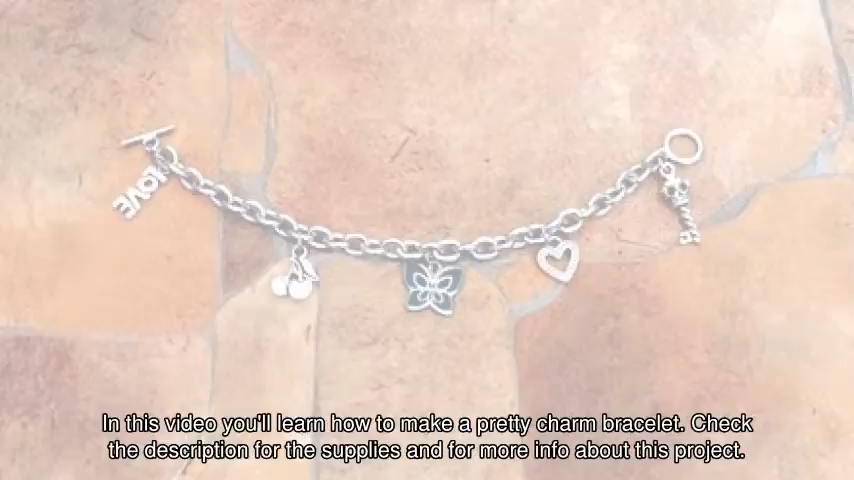 LOVE
In this video you'll learn how to make a pretty charm bracelet. Check
the description for the supplies and for more info about this project.